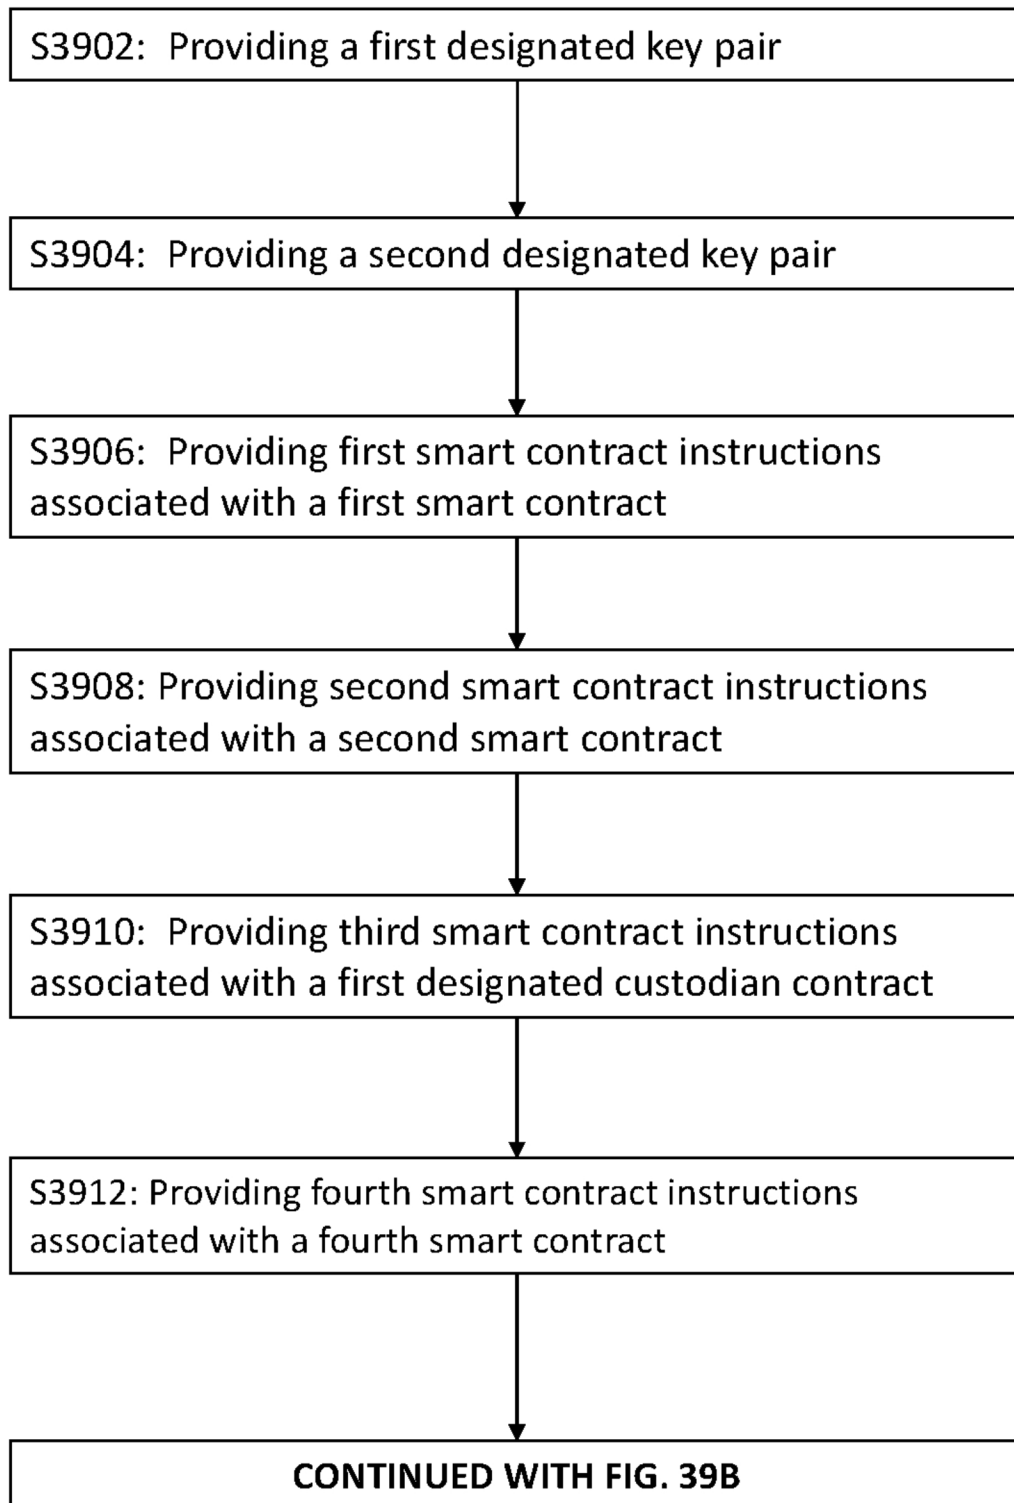 S3902:  Providing a first designated key pair
S3904:  Providing a second designated key pair
S3906:  Providing first smart contract instructions
associated with a first smart contract
S3908: Providing second smart contract instructions
associated with a second smart contract
S3910:  Providing third smart contract instructions
associated with a first designated custodian contract
S3912: Providing fourth smart contract instructions
associated with a fourth smart contract
CONTINUED WITH FIG. 39B